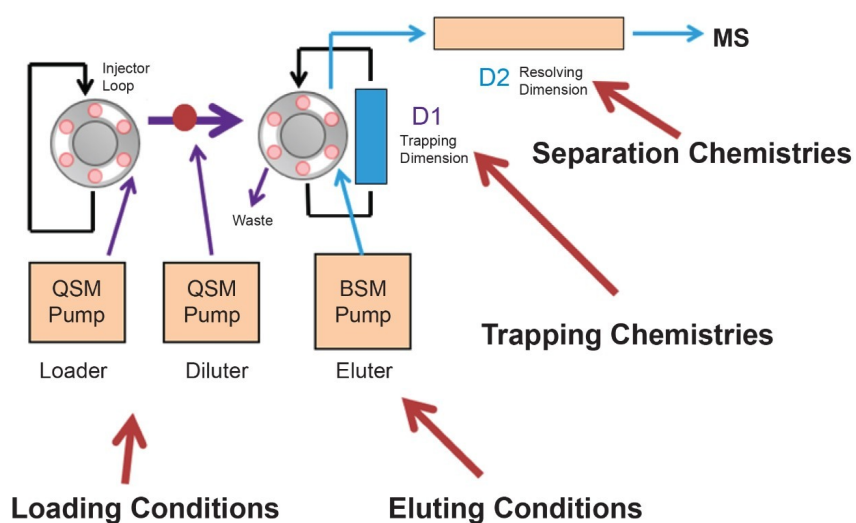 Injector
Loop
MS
D2 Resolving
Dimension
D1
Trapping
Dimension
Separation Chemistries
Waste
QSM
Pump
QSM
Pump
BSM
Pump
Trapping Chemistries
Loader
Diluter
Eluter
Loading Conditions
Eluting Conditions